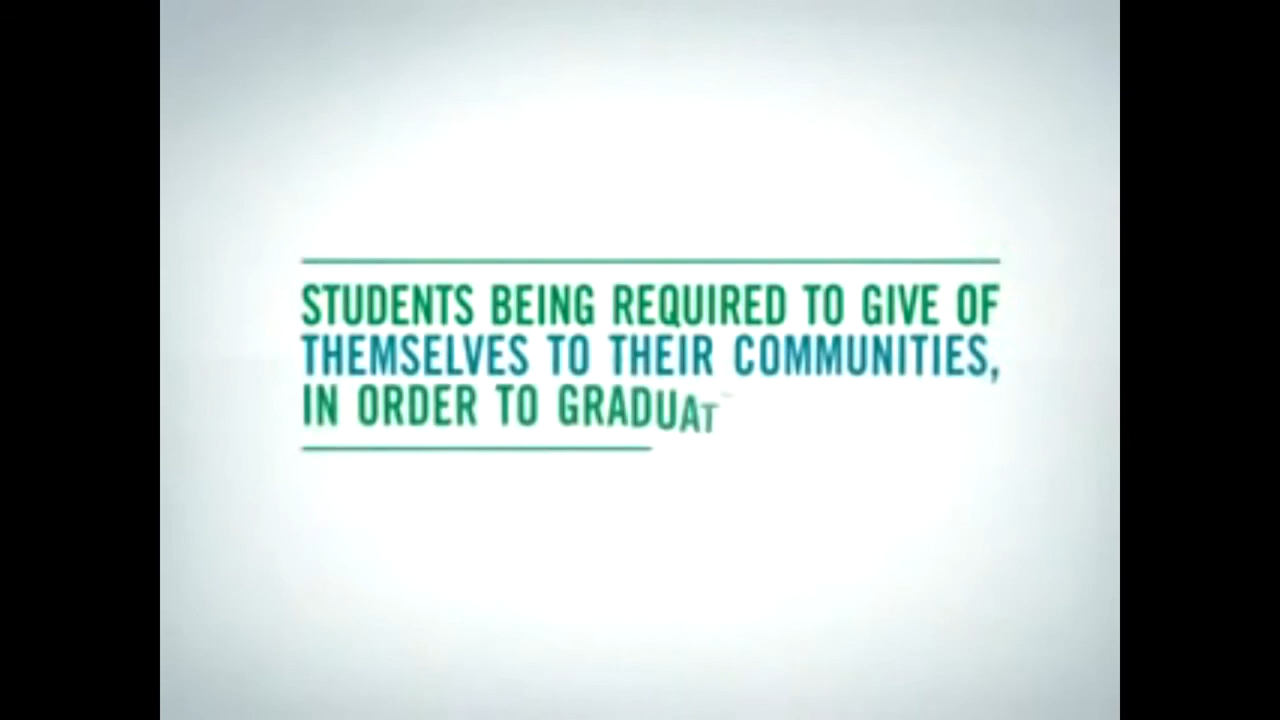 STUDENTS BEING REQUIRED TO GIVE OF
THEMSELVES TO THEIR COMMUNITIES,
IN ORDER TO GRADUAT